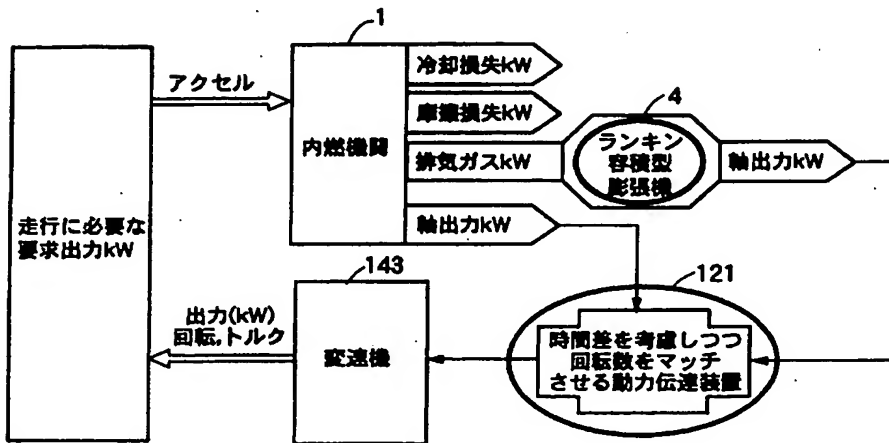 1
冷却損失kW
アクセル
摩擦損失kW
4
内燃機関
排気ガスkW
ランキン
容積型
膨張機
軸出力kW
軸出力kW
走行に必要な
要求出力kW
143
121
出力(kW)
回転,トルク
変速機
時間差を考慮しつつ
回転数をマッチ
させる動力伝達装置